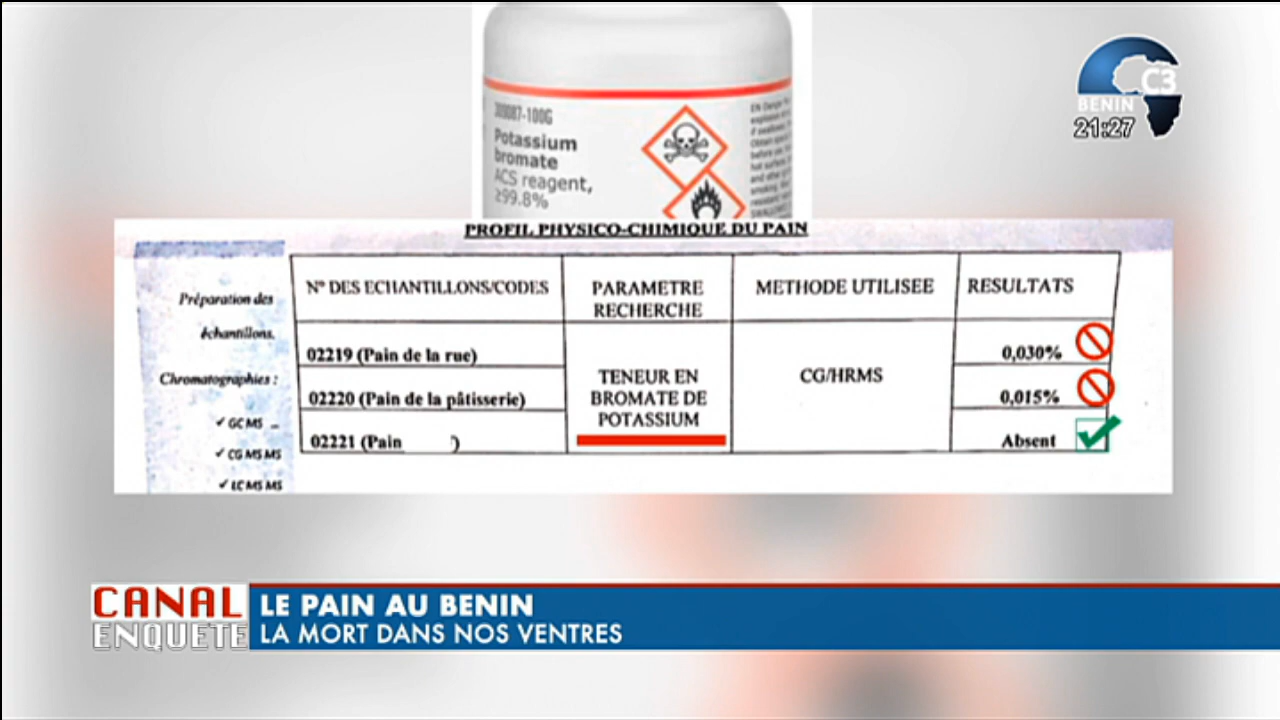 300087-100G
Potassium
bromate
ACS reagent,
≥99.8%
C3
BENIN
21:27
PROFIL PHYSICO-CHIMIQUE DU PAIN
Préparation des
échantillons.
Chromatographies :
✓ GC MS
✓ CG MS MS
✓ LC MS MS
N° DES ECHANTILLONS/CODES
PARAMETRE
RECHERCHE
METHODE UTILISEE
RESULTATS
02219 (Pain de la rue)
02220 (Pain de la pâtisserie)
02221 (Pain )
TENEUR EN
BROMATE DE
POTASSIUM
CG/HRMS
0,030%
0,015%
Absent
CANAL
ENQUETE
LE PAIN AU BENIN
LA MORT DANS NOS VENTRES